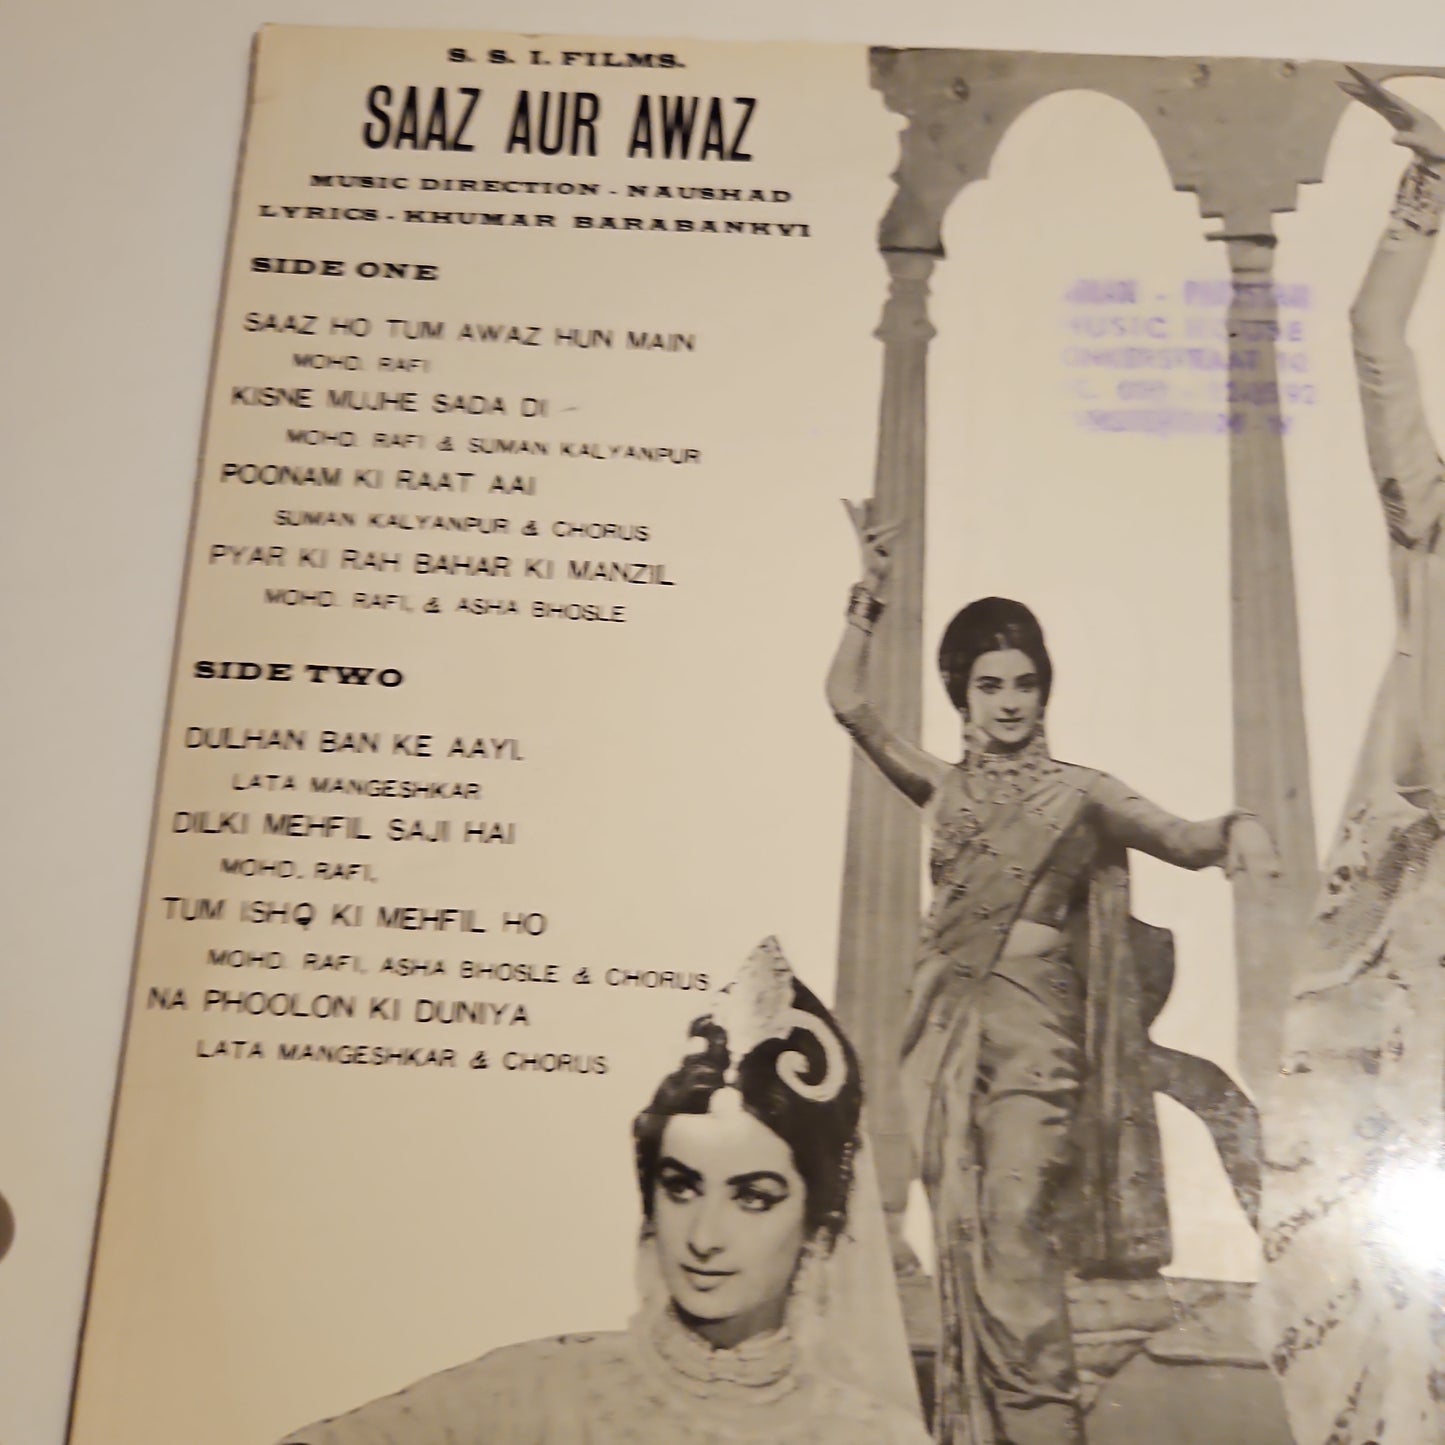 S. S. I. FILMS.
SAAZ AUR AWAZ
MUSIC DIRECTION - NAUSHAD
LYRICS - KHUMAR BARABANKVI
SIDE ONE
SAAZ HO TUM AWAZ HUN MAIN
MOHD. RAFI
KISNE MUJHE SADA DI
MOHD. RAFI & SUMAN KALYANPUR
POONAM KI RAAT AAI
SUMAN KALYANPUR & CHORUS
PYAR KI RAH BAHAR KI MANZIL
MOHD. RAFI, & ASHA BHOSLE
SIDE TWO
DULHAN BAN KE AAYI.
LATA MANGESHKAR
DILKI MEHFIL SAJI HAI
MOHD. RAFI,
TUM ISHQ KI MEHFIL HO
MOHD. RAFI, ASHA BHOSLE & CHORUS
NA PHOOLON KI DUNIYA
LATA MANGESHKAR & CHORUS
MUSIC HOUSE